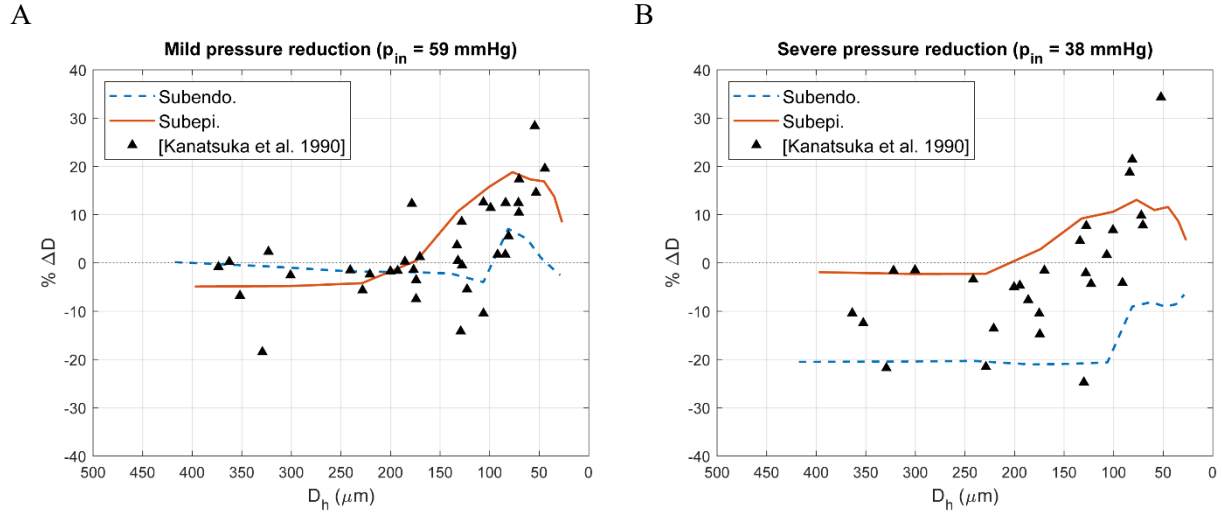 A
Mild pressure reduction (p_in = 59 mmHg)
40
30
20
10
0
-10
-20
-30
-40
% ΔD
Subendo.
Subepi.
[Kanatsuka et al. 1990]
500 450 400 350 300 250 200 150 100 50 0
D_h (μm)
B
Severe pressure reduction (p_in = 38 mmHg)
40
30
20
10
0
-10
-20
-30
-40
% ΔD
Subendo.
Subepi.
[Kanatsuka et al. 1990]
500 450 400 350 300 250 200 150 100 50 0
D_h (μm)